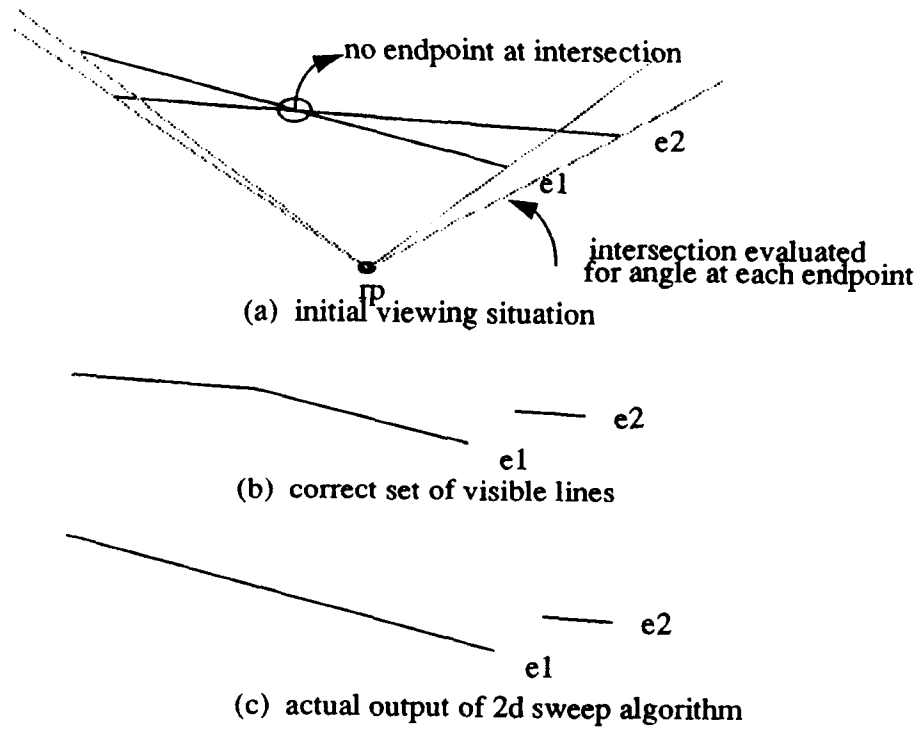 no endpoint at intersection
e2
e1
intersection evaluated
for angle at each endpoint
rp
(a) initial viewing situation
e2
e1
(b) correct set of visible lines
e2
e1
(c) actual output of 2d sweep algorithm